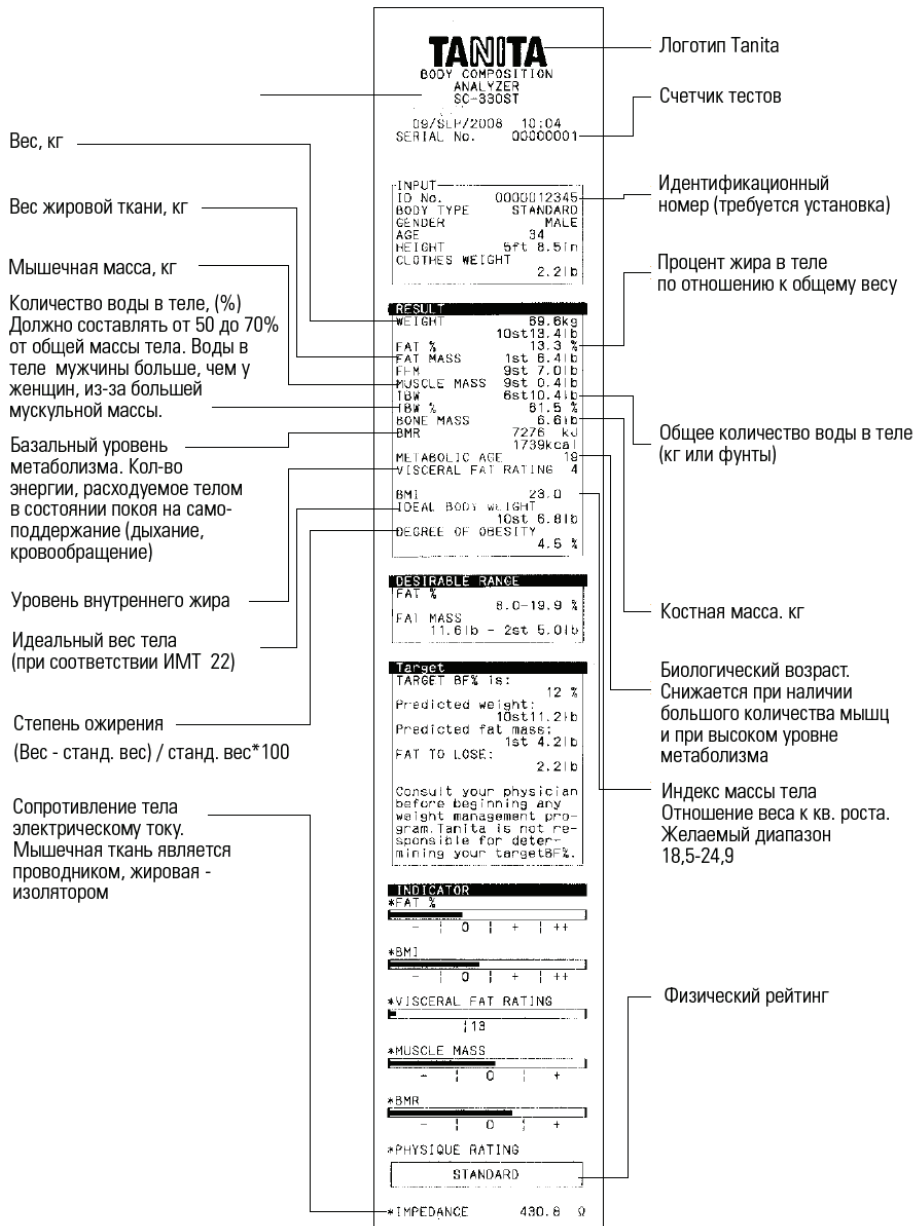 Вес, кг
Вес жировой ткани, кг
Мышечная масса, кг
Количество воды в теле, (%)
Должно составлять от 50 до 70%
от общей массы тела. Воды в
теле мужчины больше, чем у
женщин, из-за большей
мускульной массы.
Базальный уровень
метаболизма. Кол-во
энергии, расходуемое телом
в состоянии покоя на само-
поддержание (дыхание,
кровообращение)
Уровень внутреннего жира
Идеальный вес тела
(при соответствии ИМТ 22)
Степень ожирения
(Вес - станд. вес) / станд. вес*100
Сопротивление тела
электрическому току.
Мышечная ткань является
проводником, жировая -
изолятором
TANITA
BODY COMPOSITION
ANALYZER
SC-330ST
09/SEP/2008 10:04
SERIAL No. 00000001
INPUT
ID No. 0000012345
BODY TYPE STANDARD
GENDER MALE
AGE 34
HEIGHT 5ft 8.5in
CLOTHES WEIGHT
2.2lb
RESULT
WEIGHT 69.6kg
10st13.4lb
FAT % 13.3 %
FAT MASS 1st 6.4lb
FFM 9st 7.0lb
MUSCLE MASS 9st 0.4lb
TBW 6st10.4lb
TBW % 61.5 %
BONE MASS 6.6lb
BMR 7276 kJ
1739kcal
METABOLIC AGE 19
VISCERAL FAT RATING 4
BMI 23.0
IDEAL BODY WEIGHT
10st 6.8lb
DEGREE OF OBESITY
4.5 %
DESIRABLE RANGE
FAT %
8.0-19.9 %
FAT MASS
11.6lb - 2st 5.0lb
Target
TARGET BF% is:
12 %
Predicted weight:
10st11.2lb
Predicted fat mass:
1st 4.2lb
FAT TO LOSE:
2.2lb
Consult your physician
before beginning any
weight management pro-
gram.Tanita is not re-
sponsible for deter-
mining your targetBF%.
INDICATOR
*FAT %
- | 0 | + | ++
*BMI
- | 0 | + | ++
*VISCERAL FAT RATING
|13
*MUSCLE MASS
- | 0 | +
*BMR
- | 0 | +
*PHYSIQUE RATING
STANDARD
*IMPEDANCE 430.8 Ω
Логотип Tanita
Счетчик тестов
Идентификационный
номер (требуется установка)
Процент жира в теле
по отношению к общему весу
Общее количество воды в теле
(кг или фунты)
Костная масса. кг
Биологический возраст.
Снижается при наличии
большого количества мышц
и при высоком уровне
метаболизма
Индекс массы тела
Отношение веса к кв. роста.
Желаемый диапазон
18,5-24,9
Физический рейтинг